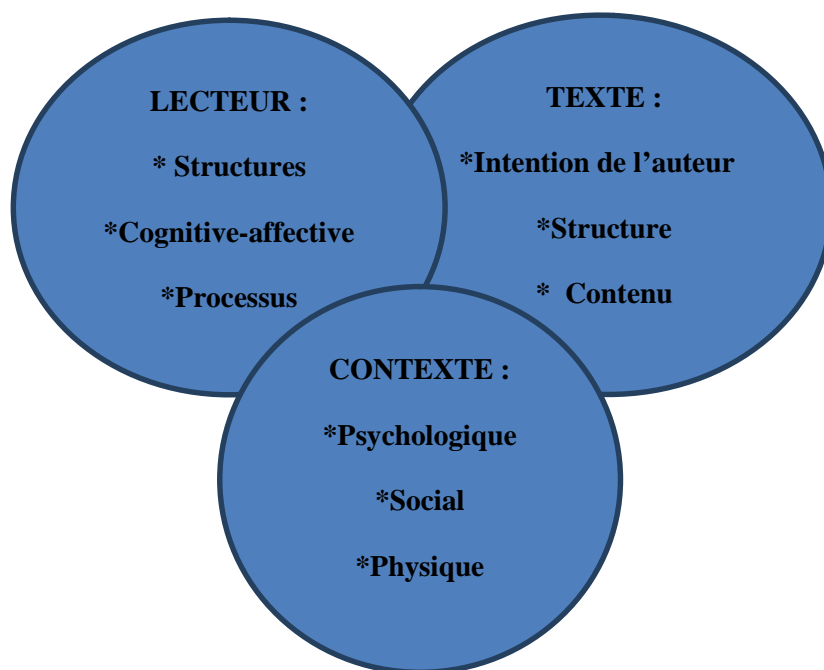 LECTEUR :
* Structures
*Cognitive-affective
*Processus
TEXTE :
*Intention de l’auteur
*Structure
* Contenu
CONTEXTE :
*Psychologique
*Social
*Physique